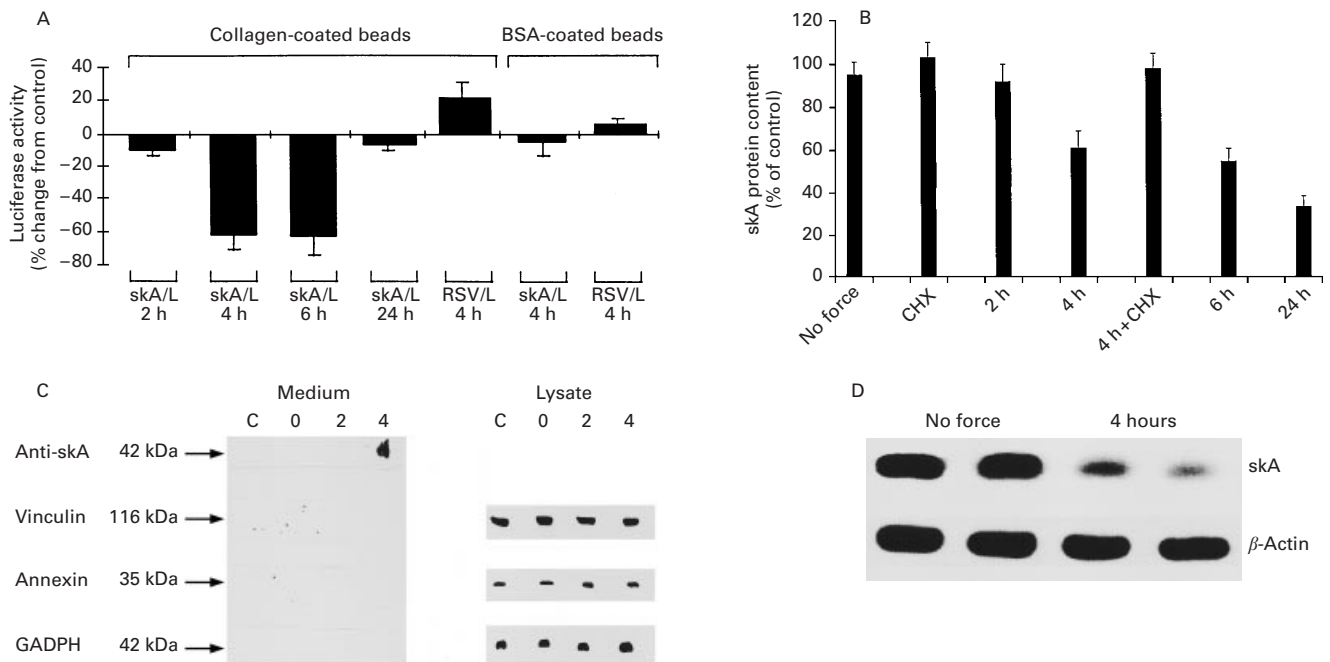 A
Collagen-coated beads
BSA-coated beads
Luciferase activity
(% change from control)
40
20
0
−20
−40
−60
−80
skA/L
2 h
skA/L
4 h
skA/L
6 h
skA/L
24 h
RSV/L
4 h
skA/L
4 h
RSV/L
4 h
B
skA protein content
(% of control)
120
100
80
60
40
20
0
No force
CHX
2 h
4 h
4 h+CHX
6 h
24 h
C
Medium
Lysate
C 0 2 4
C 0 2 4
Anti-skA 42 kDa
Vinculin 116 kDa
Annexin 35 kDa
GADPH 42 kDa
D
No force
4 hours
skA
β-Actin